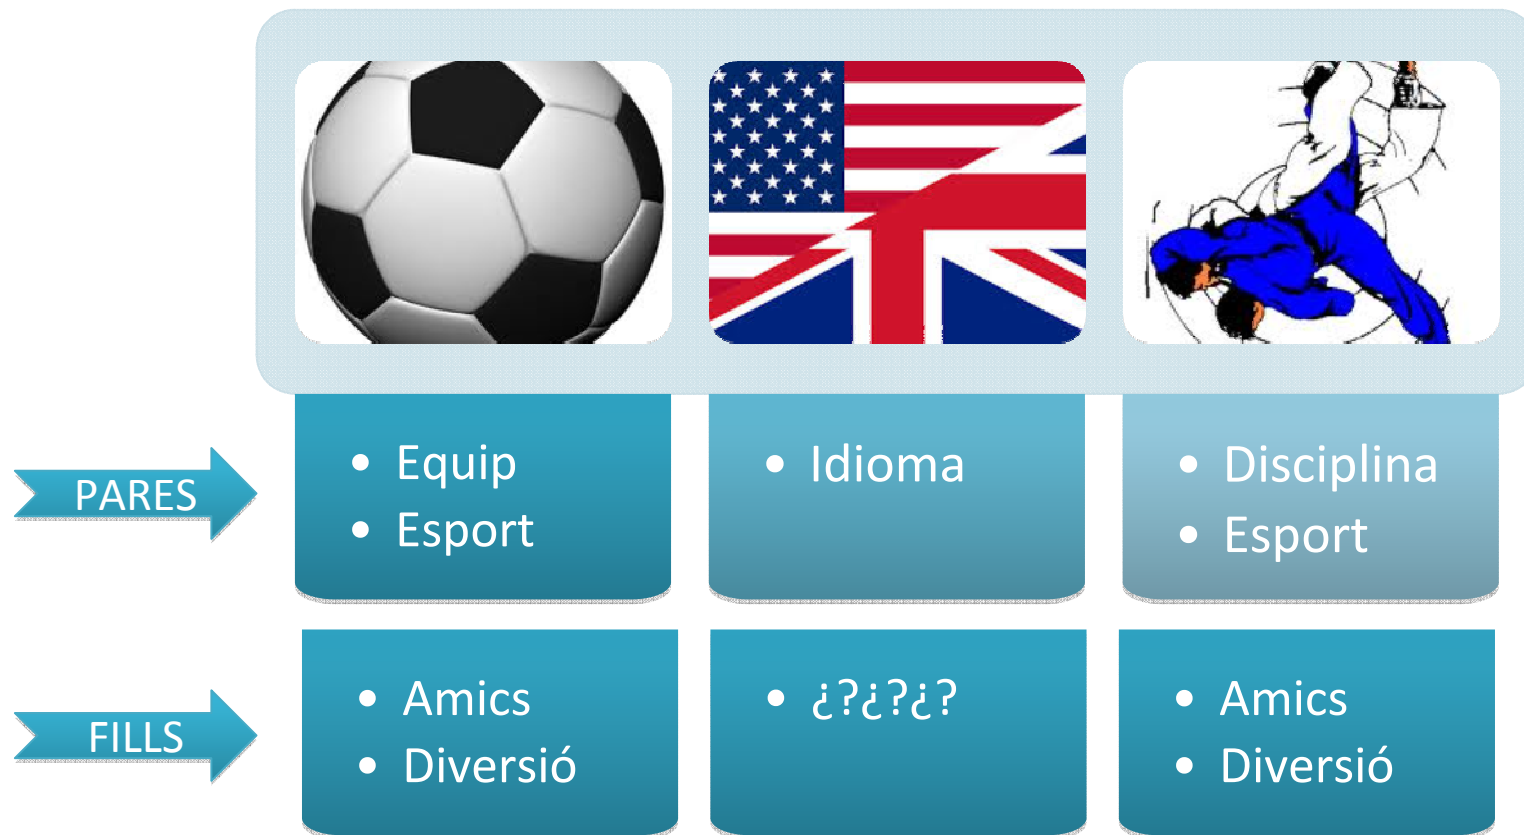 PARES
• Equip
• Esport
• Idioma
• Disciplina
• Esport
FILLS
• Amics
• Diversió
• ¿?¿?¿?
• Amics
• Diversió